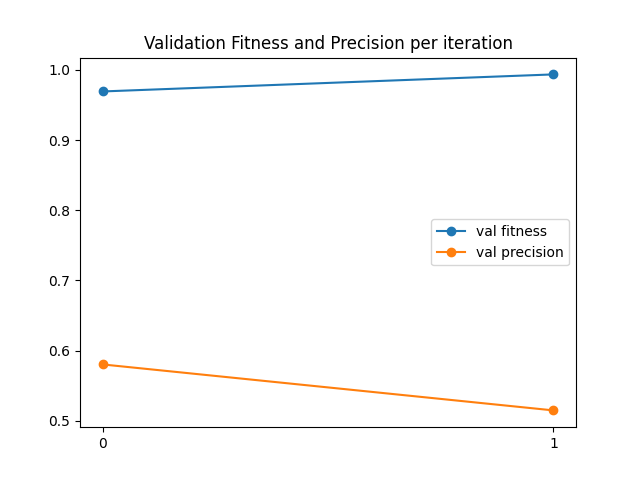 Validation Fitness and Precision per iteration
1.0
0.9
0.8
0.7
0.6
0.5
val fitness
val precision
0 1